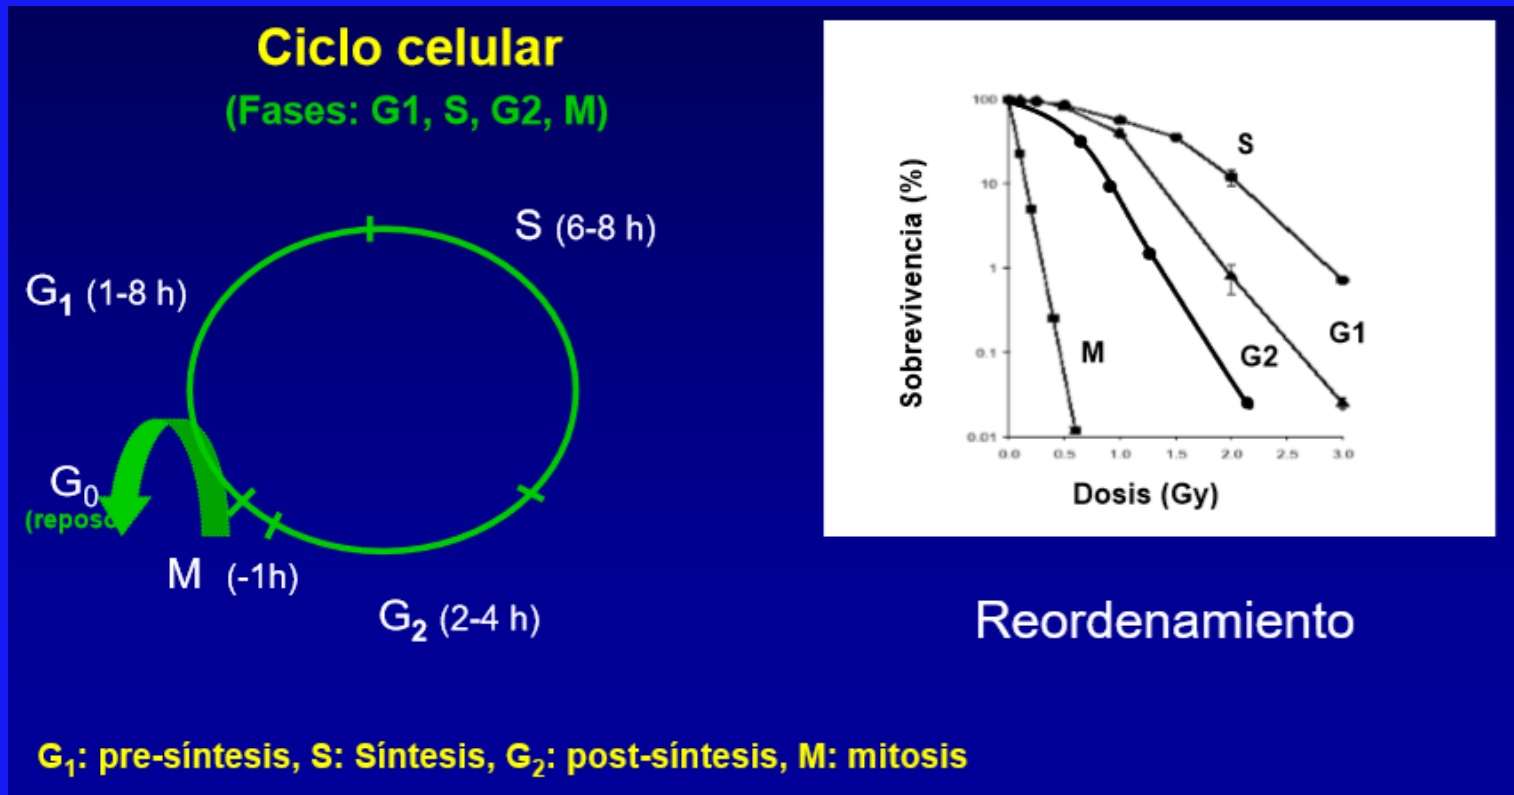 Ciclo celular
(Fases: G1, S, G2, M)
S (6-8 h)
G₁ (1-8 h)
G₀
(reposo
M (-1h)
G₂ (2-4 h)
Sobrevivencia (%)
100
10
1
0.1
0.01
S
G1
G2
M
0.0 0.5 1.0 1.5 2.0 2.5 3.0
Dosis (Gy)
Reordenamiento
G₁: pre-síntesis, S: Síntesis, G₂: post-síntesis, M: mitosis